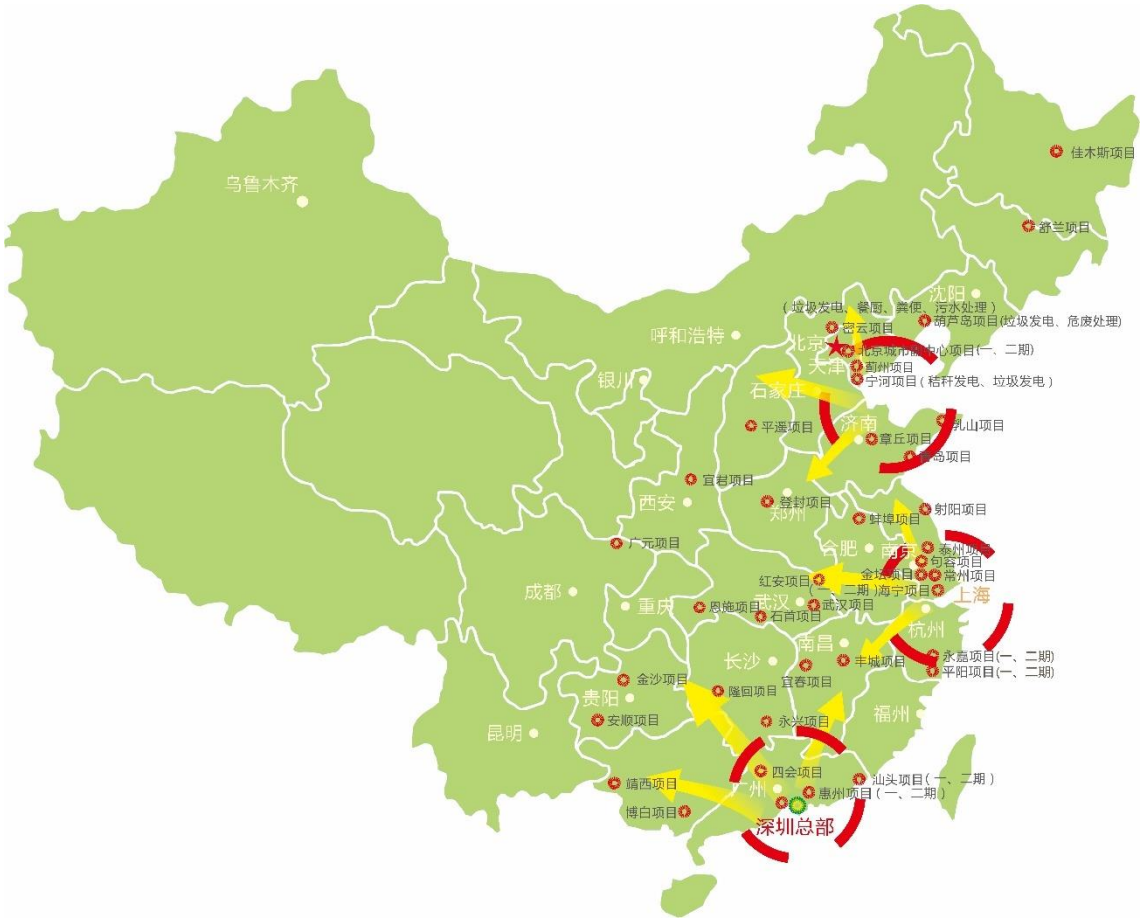 佳木斯项目
乌鲁木齐
舒兰项目
沈阳
(垃圾发电、餐厨、粪便、污水处理)
葫芦岛项目(垃圾发电、危废处理)
密云项目
呼和浩特
北京
北京城市副中心项目(一、二期)
天津
蓟州项目
宁河项目(秸秆发电、垃圾发电)
银川
石家庄
平遥项目
济南
乳山项目
章丘项目
青岛项目
宜君项目
西安
登封项目
郑州
射阳项目
蚌埠项目
广元项目
合肥
南京
泰州项目
句容项目
金坛项目
常州项目
红安项目
(一、二期)
海宁项目
上海
成都
重庆
恩施项目
武汉
武汉项目
石首项目
杭州
南昌
长沙
丰城项目
宜春项目
永嘉项目(一、二期)
平阳项目(一、二期)
金沙项目
贵阳
隆回项目
安顺项目
永兴项目
福州
昆明
四会项目
汕头项目(一、二期)
靖西项目
广州
惠州项目(一、二期)
博白项目
深圳总部